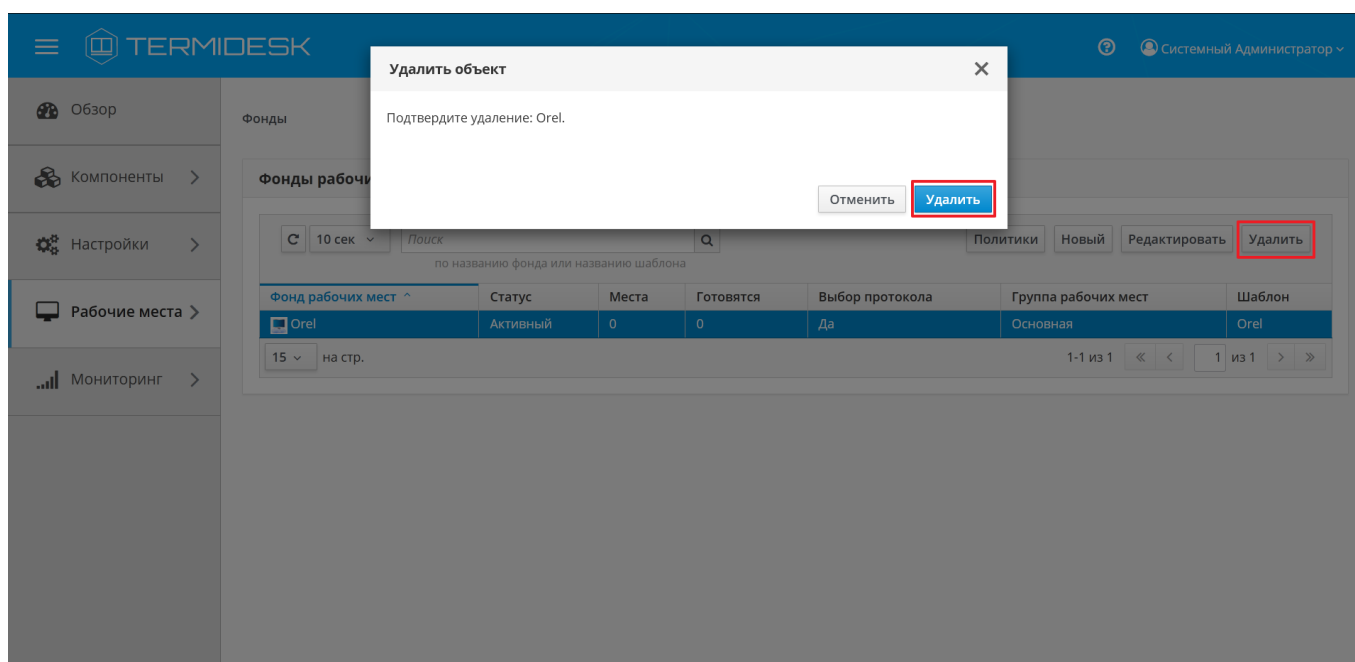 TERMIDESK
Системный Администратор
Удалить объект
Подтвердите удаление: Orel.
Отменить Удалить
Обзор
Компоненты
Настройки
Рабочие места
Мониторинг
Фонды
Фонды рабочи
10 сек Поиск Политики Новый Редактировать Удалить
по названию фонда или названию шаблона
Фонд рабочих мест Статус Места Готовятся Выбор протокола Группа рабочих мест Шаблон
Orel Активный 0 0 Да Основная Orel
15 на стр. 1-1 из 1 « < 1 из 1 > »